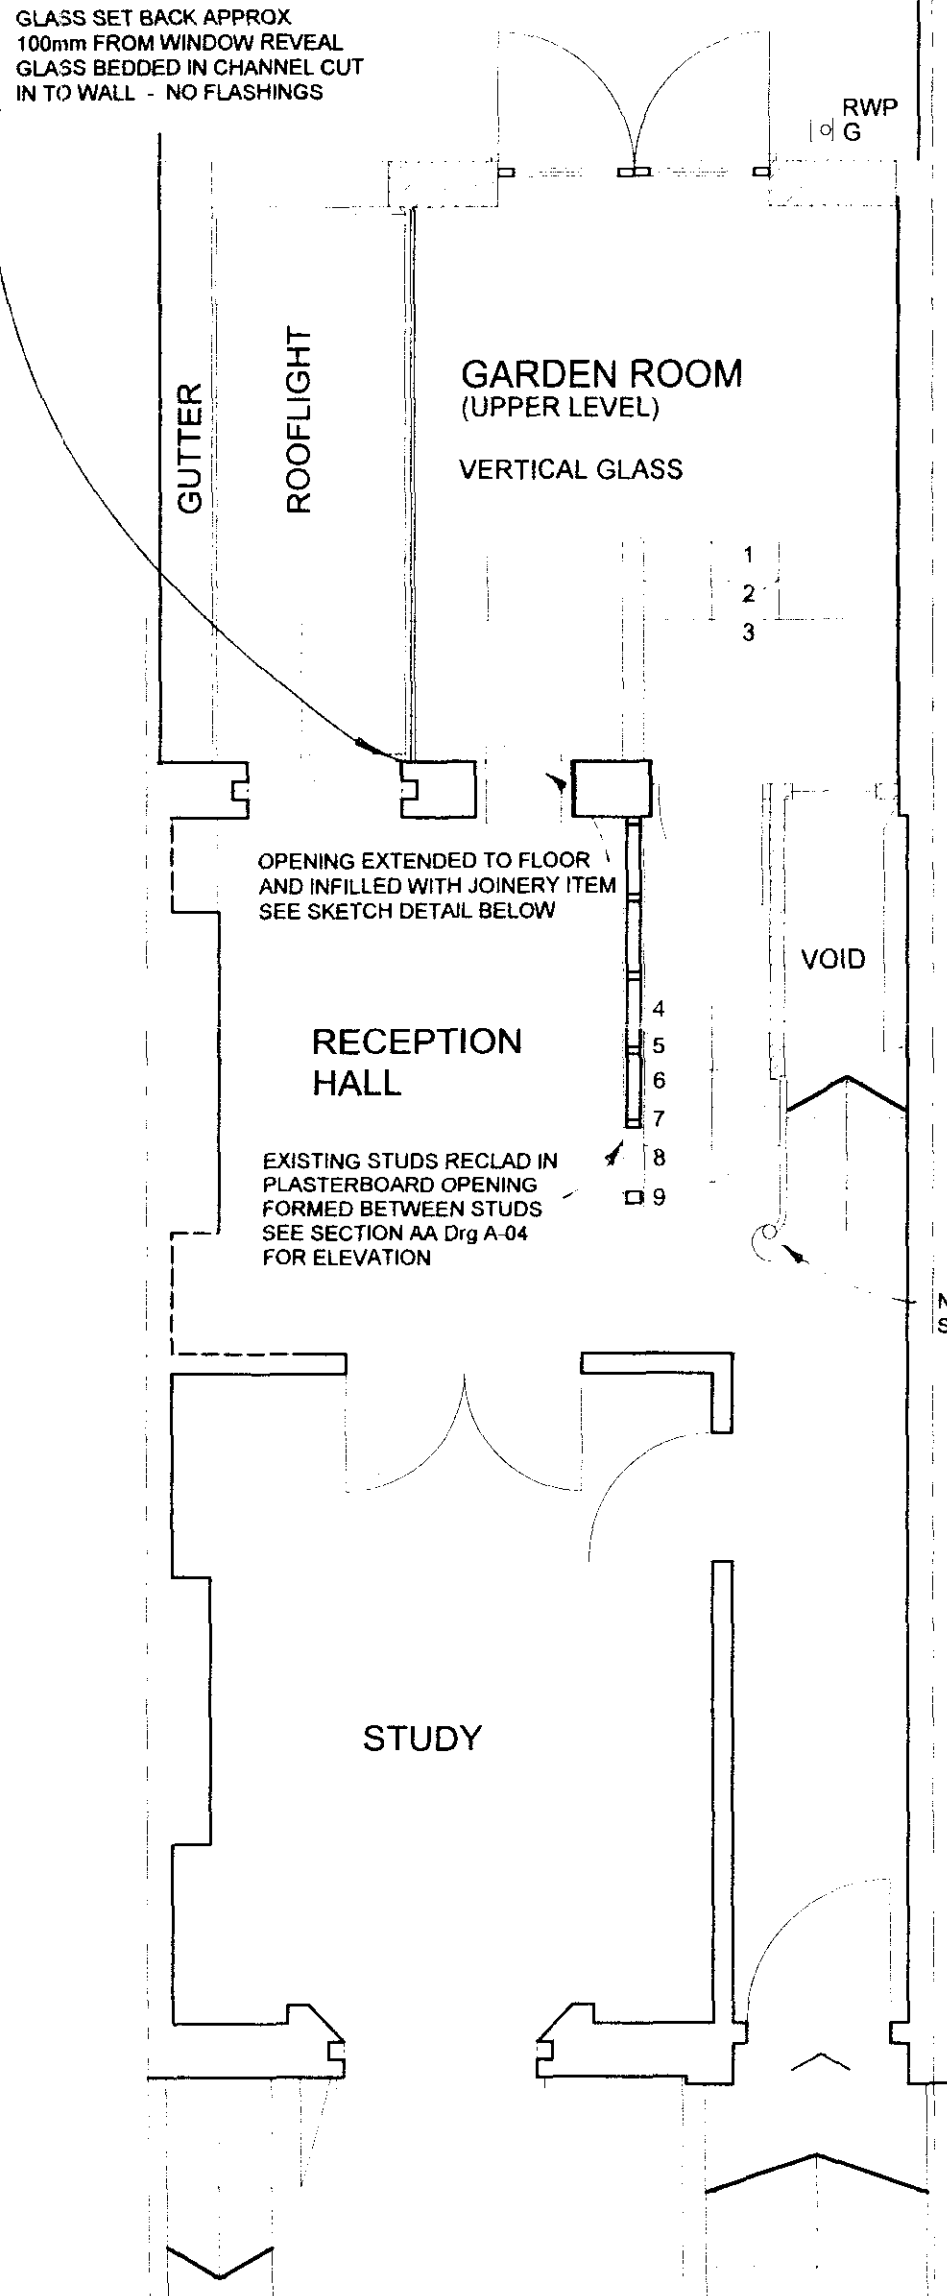 GLASS SET BACK APPROX
100mm FROM WINDOW REVEAL
GLASS BEDDED IN CHANNEL CUT
IN TO WALL - NO FLASHINGS
RWP
G
GUTTER
ROOFLIGHT
GARDEN ROOM
(UPPER LEVEL)
VERTICAL GLASS
1
2
3
OPENING EXTENDED TO FLOOR
AND INFILLED WITH JOINERY ITEM
SEE SKETCH DETAIL BELOW
VOID
RECEPTION
HALL
4
5
6
7
8
9
EXISTING STUDS RECLAD IN
PLASTERBOARD OPENING
FORMED BETWEEN STUDS
SEE SECTION AA Drg A-04
FOR ELEVATION
STUDY